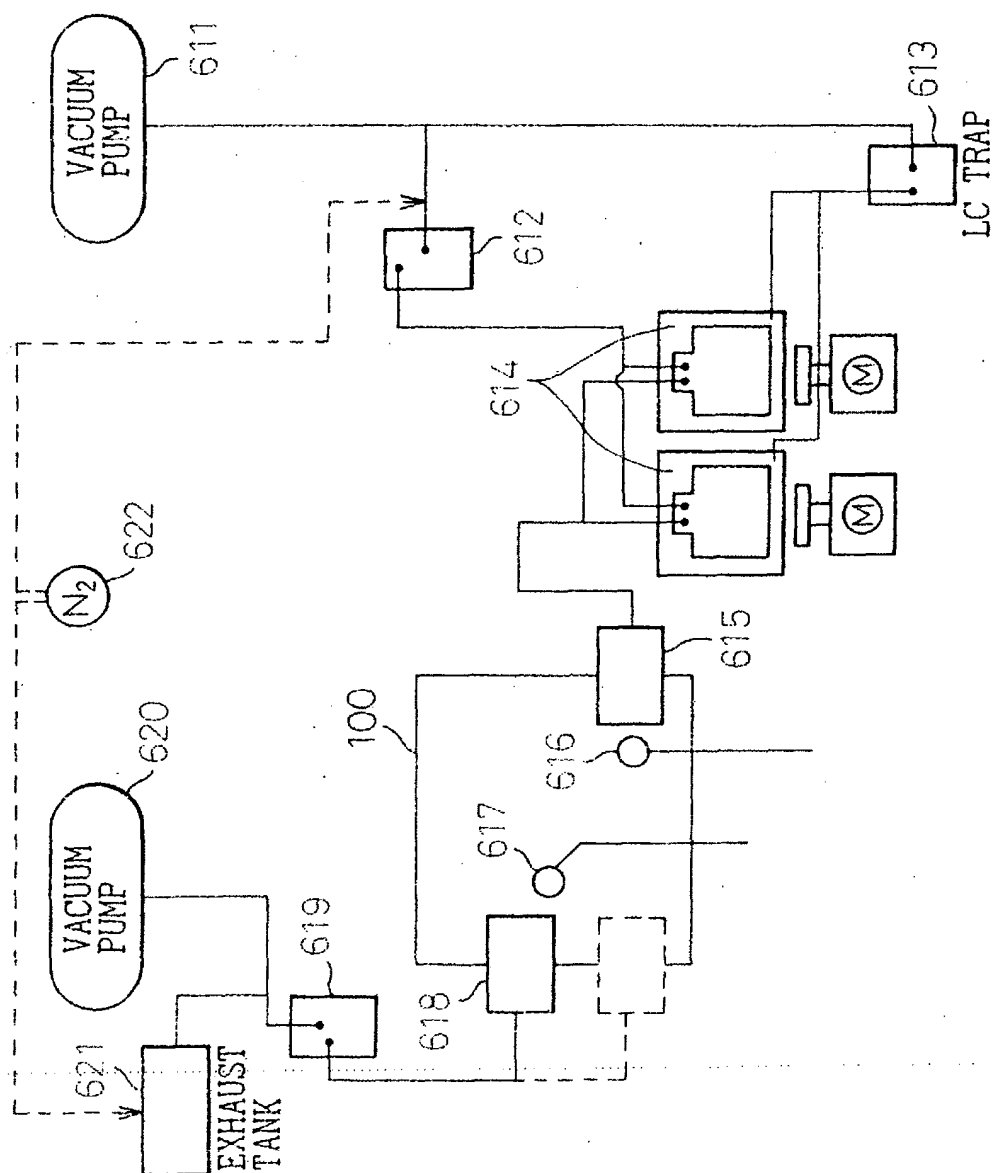 VACUUM
PUMP
611
613
LC TRAP
612
614
M
M
N2
622
620
VACUUM
PUMP
100
615
616
617
619
618
621
EXHAUST
TANK